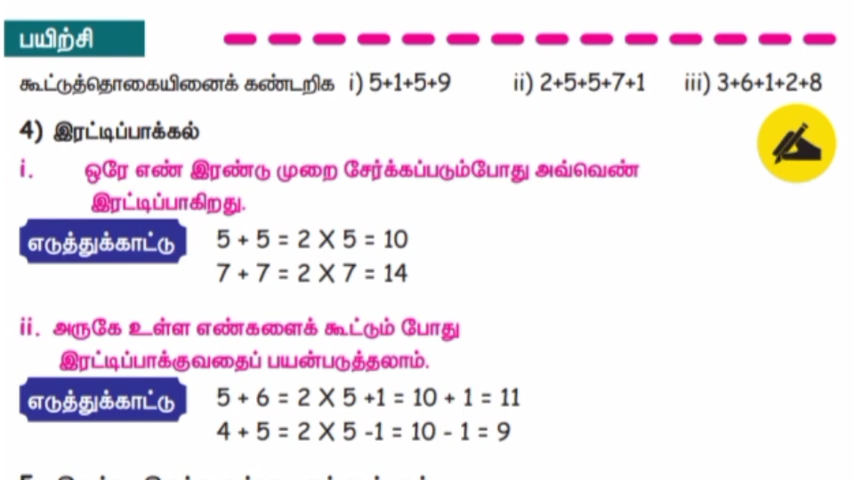 பயிற்சி
கூட்டுத்தொகையினைக் கண்டறிக i) 5+1+5+9 ii) 2+5+5+7+1 iii) 3+6+1+2+8
4) இரட்டிப்பாக்கல்
i. ஒரே எண் இரண்டு முறை சேர்க்கப்படும்போது அவ்வெண்
இரட்டிப்பாகிறது.
எடுத்துக்காட்டு 5 + 5 = 2 X 5 = 10
7 + 7 = 2 X 7 = 14
ii. அருகே உள்ள எண்களைக் கூட்டும் போது
இரட்டிப்பாக்குவதைப் பயன்படுத்தலாம்.
எடுத்துக்காட்டு 5 + 6 = 2 X 5 +1 = 10 + 1 = 11
4 + 5 = 2 X 5 -1 = 10 - 1 = 9